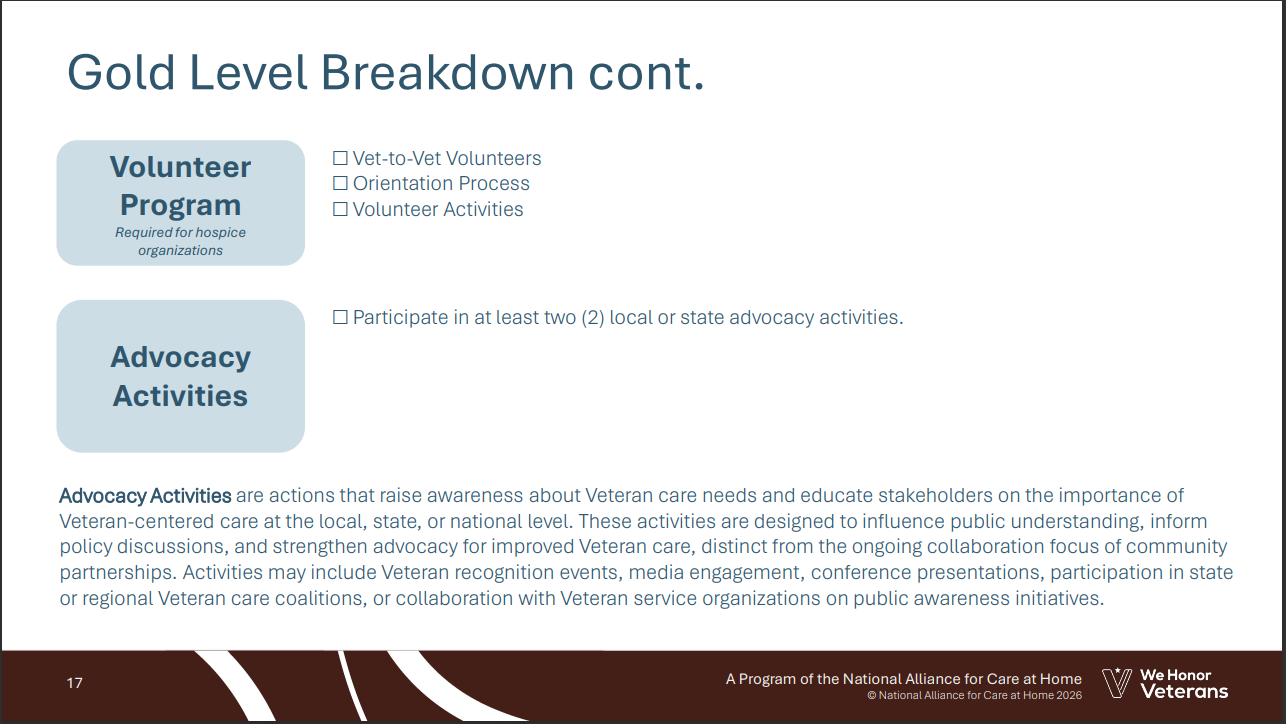 Gold Level Breakdown cont.
Volunteer
Program
Required for hospice
organizations
☐ Vet-to-Vet Volunteers
☐ Orientation Process
☐ Volunteer Activities
Advocacy
Activities
☐ Participate in at least two (2) local or state advocacy activities.
Advocacy Activities are actions that raise awareness about Veteran care needs and educate stakeholders on the importance of
Veteran-centered care at the local, state, or national level. These activities are designed to influence public understanding, inform
policy discussions, and strengthen advocacy for improved Veteran care, distinct from the ongoing collaboration focus of community
partnerships. Activities may include Veteran recognition events, media engagement, conference presentations, participation in state
or regional Veteran care coalitions, or collaboration with Veteran service organizations on public awareness initiatives.
17
A Program of the National Alliance for Care at Home
© National Alliance for Care at Home 2026
We Honor
Veterans